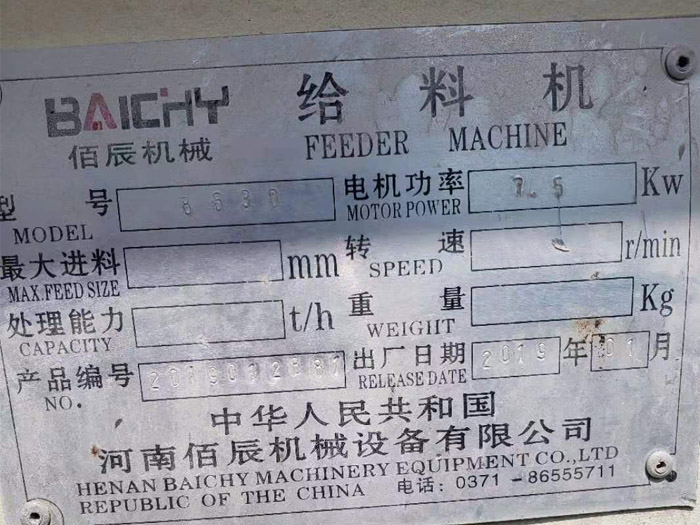 BAICHY 给料机
佰辰机械 FEEDER MACHINE
型号 电机功率 7.5 Kw
MODEL MOTOR POWER
最大进料 mm 转速 r/min
MAX.FEED SIZE SPEED
处理能力 t/h 重量 Kg
CAPACITY WEIGHT
产品编号 出厂日期 2019 年 01 月
NO. RELEASE DATE
中华人民共和国
河南佰辰机械设备有限公司
HENAN BAICHY MACHINERY EQUIPMENT CO.,LTD
REPUBLIC OF THE CHINA 电话: 0371-86555711